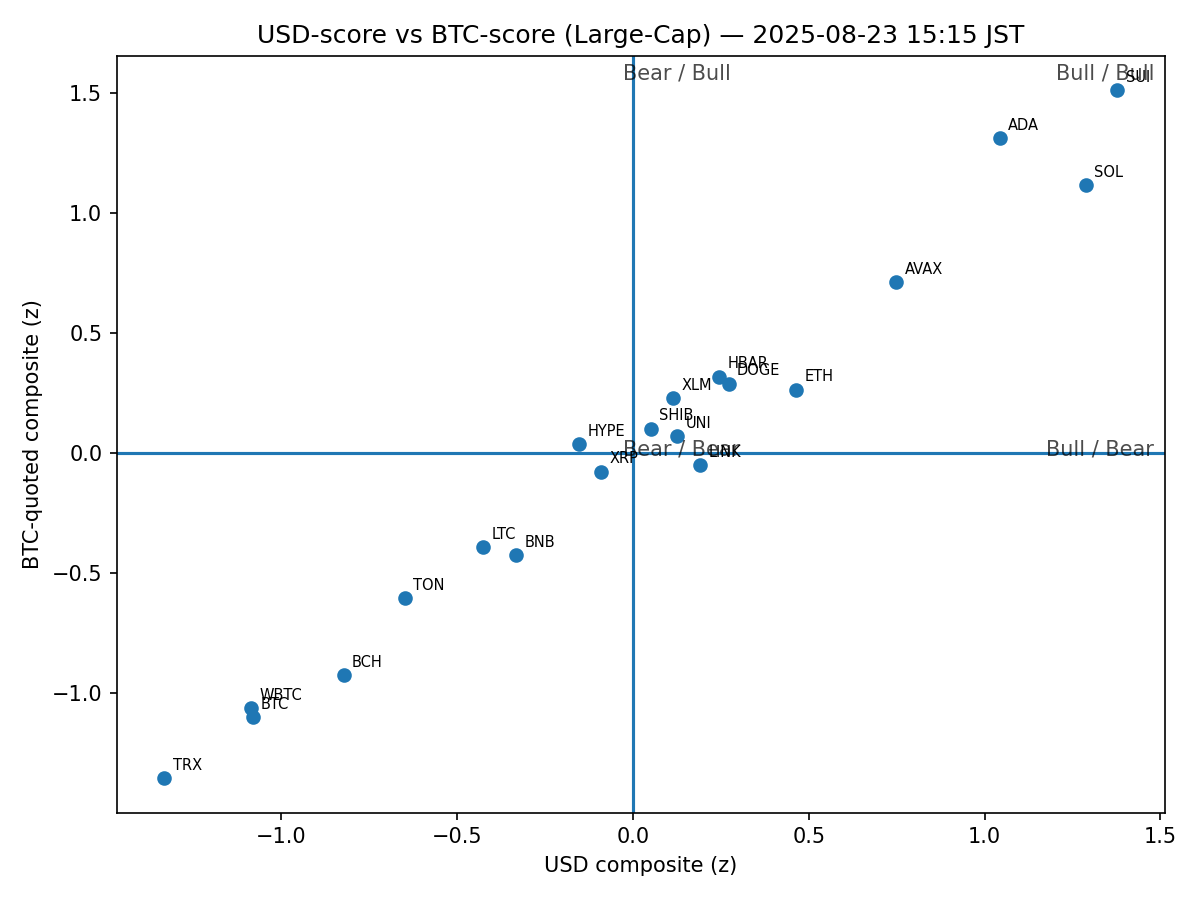 USD-score vs BTC-score (Large-Cap) — 2025-08-23 15:15 JST
Bear / Bull
Bull / Bull
SUI
1.5
ADA
SOL
1.0
AVAX
0.5
HBAR
DOGE
ETH
XLM
SHIB
UNI
HYPE
Bear / Bear
LINK
Bull / Bear
0.0
XRP
LTC
BNB
−0.5
TON
BCH
−1.0
WBTC
BTC
TRX
−1.0
−0.5
0.0
0.5
1.0
1.5
USD composite (z)
BTC-quoted composite (z)